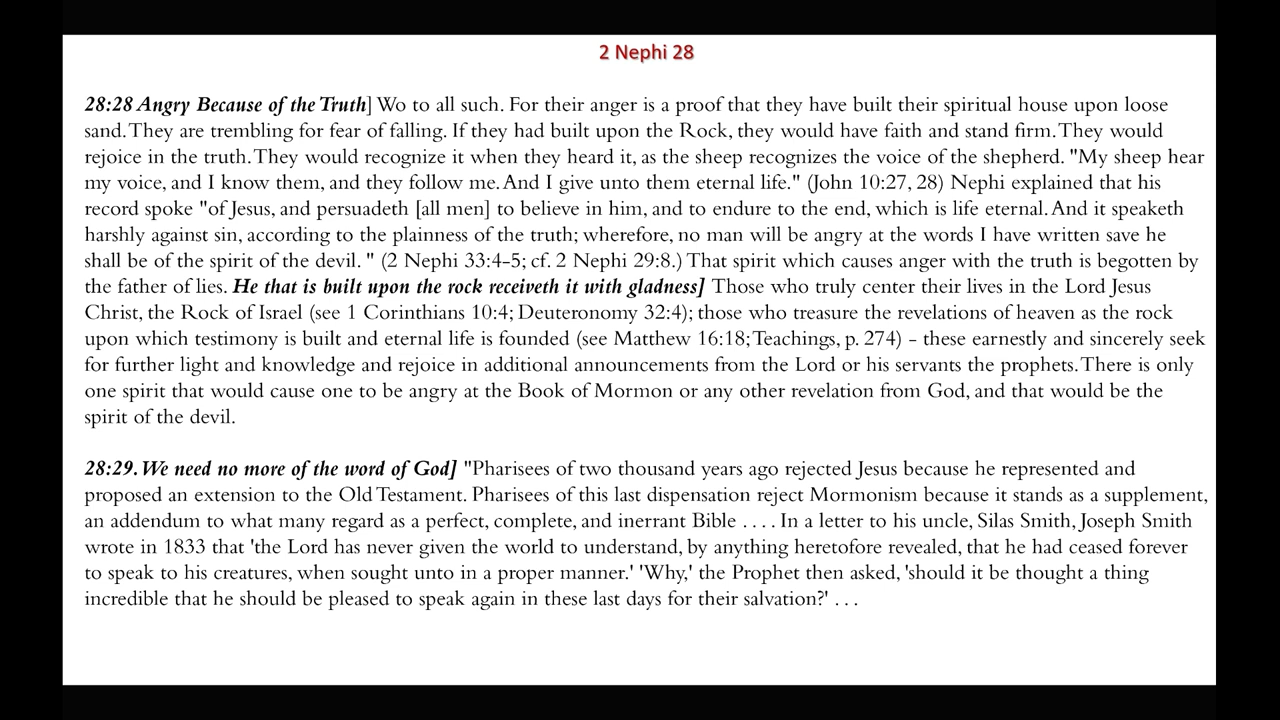 2 Nephi 28
28:28 Angry Because of the Truth] Wo to all such. For their anger is a proof that they have built their spiritual house upon loose
sand. They are trembling for fear of falling. If they had built upon the Rock, they would have faith and stand firm. They would
rejoice in the truth. They would recognize it when they heard it, as the sheep recognizes the voice of the shepherd. "My sheep hear
my voice, and I know them, and they follow me. And I give unto them eternal life." (John 10:27, 28) Nephi explained that his
record spoke "of Jesus, and persuadeth [all men] to believe in him, and to endure to the end, which is life eternal. And it speaketh
harshly against sin, according to the plainness of the truth; wherefore, no man will be angry at the words I have written save he
shall be of the spirit of the devil. " (2 Nephi 33:4-5; cf. 2 Nephi 29:8.) That spirit which causes anger with the truth is begotten by
the father of lies. He that is built upon the rock receiveth it with gladness] Those who truly center their lives in the Lord Jesus
Christ, the Rock of Israel (see 1 Corinthians 10:4; Deuteronomy 32:4); those who treasure the revelations of heaven as the rock
upon which testimony is built and eternal life is founded (see Matthew 16:18; Teachings, p. 274) - these earnestly and sincerely seek
for further light and knowledge and rejoice in additional announcements from the Lord or his servants the prophets. There is only
one spirit that would cause one to be angry at the Book of Mormon or any other revelation from God, and that would be the
spirit of the devil.
28:29. We need no more of the word of God] "Pharisees of two thousand years ago rejected Jesus because he represented and
proposed an extension to the Old Testament. Pharisees of this last dispensation reject Mormonism because it stands as a supplement,
an addendum to what many regard as a perfect, complete, and inerrant Bible . . . . In a letter to his uncle, Silas Smith, Joseph Smith
wrote in 1833 that 'the Lord has never given the world to understand, by anything heretofore revealed, that he had ceased forever
to speak to his creatures, when sought unto in a proper manner.' 'Why,' the Prophet then asked, 'should it be thought a thing
incredible that he should be pleased to speak again in these last days for their salvation?' . . .